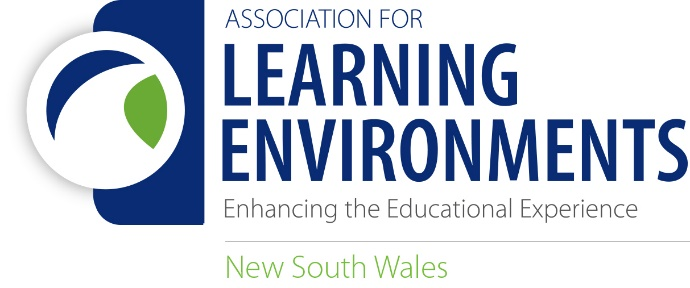 ASSOCIATION FOR
LEARNING
ENVIRONMENTS
Enhancing the Educational Experience
New South Wales